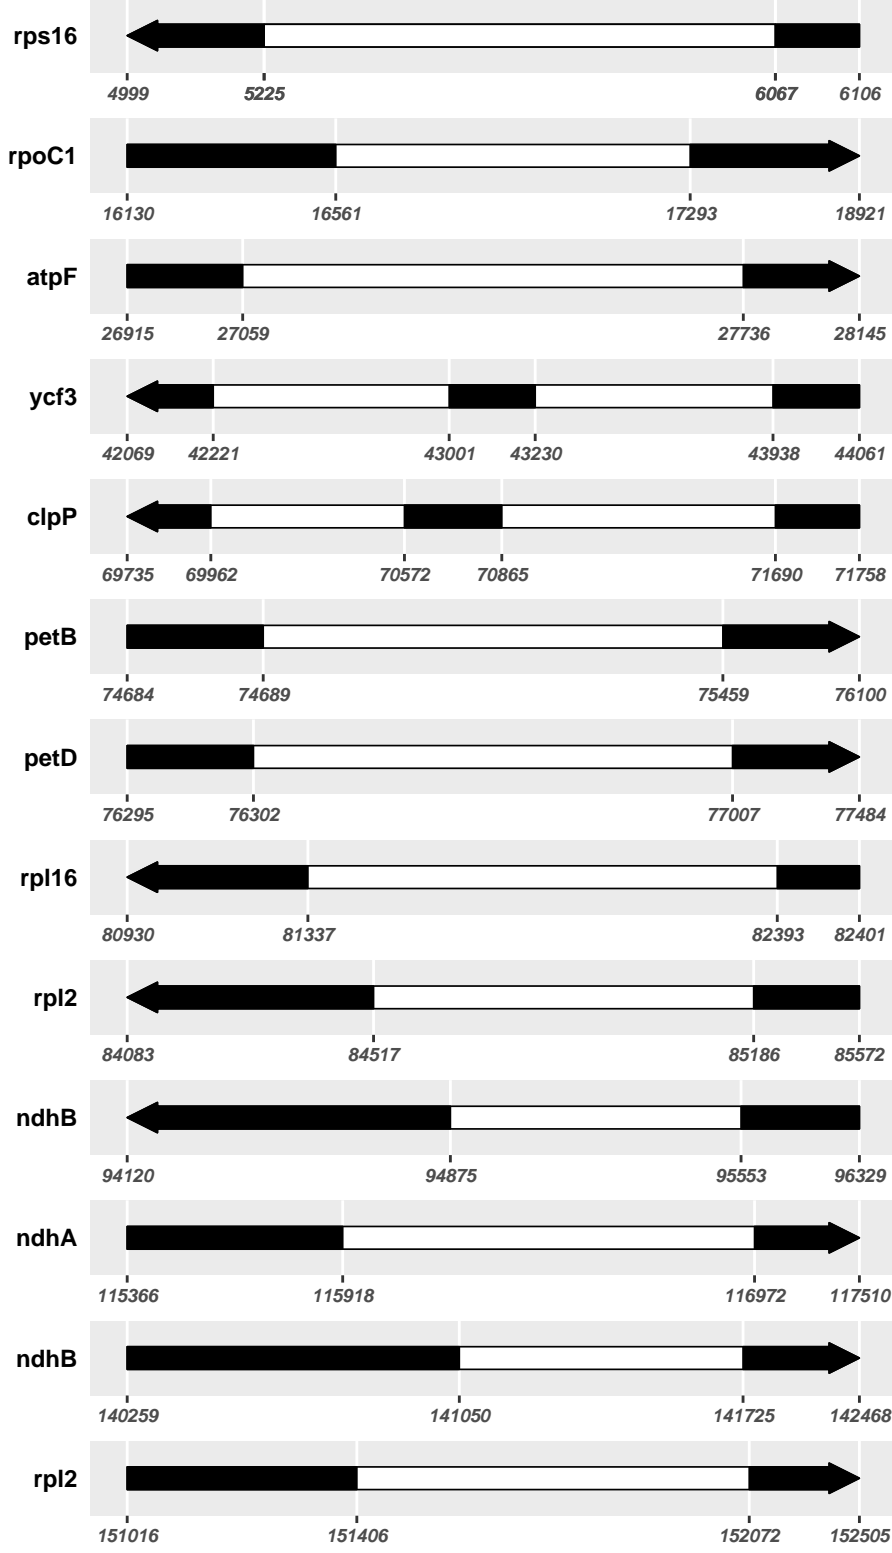 rps16
4999 5225 6067 6106
rpoC1
16130 16561 17293 18921
atpF
26915 27059 27736 28145
ycf3
42069 42221 43001 43230 43938 44061
clpP
69735 69962 70572 70865 71690 71758
petB
74684 74689 75459 76100
petD
76295 76302 77007 77484
rpl16
80930 81337 82393 82401
rpl2
84083 84517 85186 85572
ndhB
94120 94875 95553 96329
ndhA
115366 115918 116972 117510
ndhB
140259 141050 141725 142468
rpl2
151016 151406 152072 152505